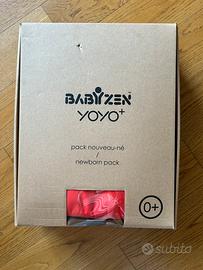 BABYZEN
YOYO+
pack nouveau-né
/
newborn pack
0+
subito